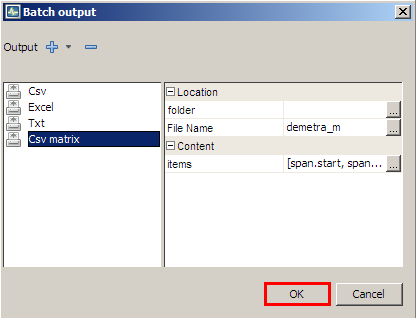 Batch output
Output
Csv
Excel
Txt
Csv matrix
Location
folder ...
File Name demetra_m ...
Content
items [span.start, span... ...
OK Cancel